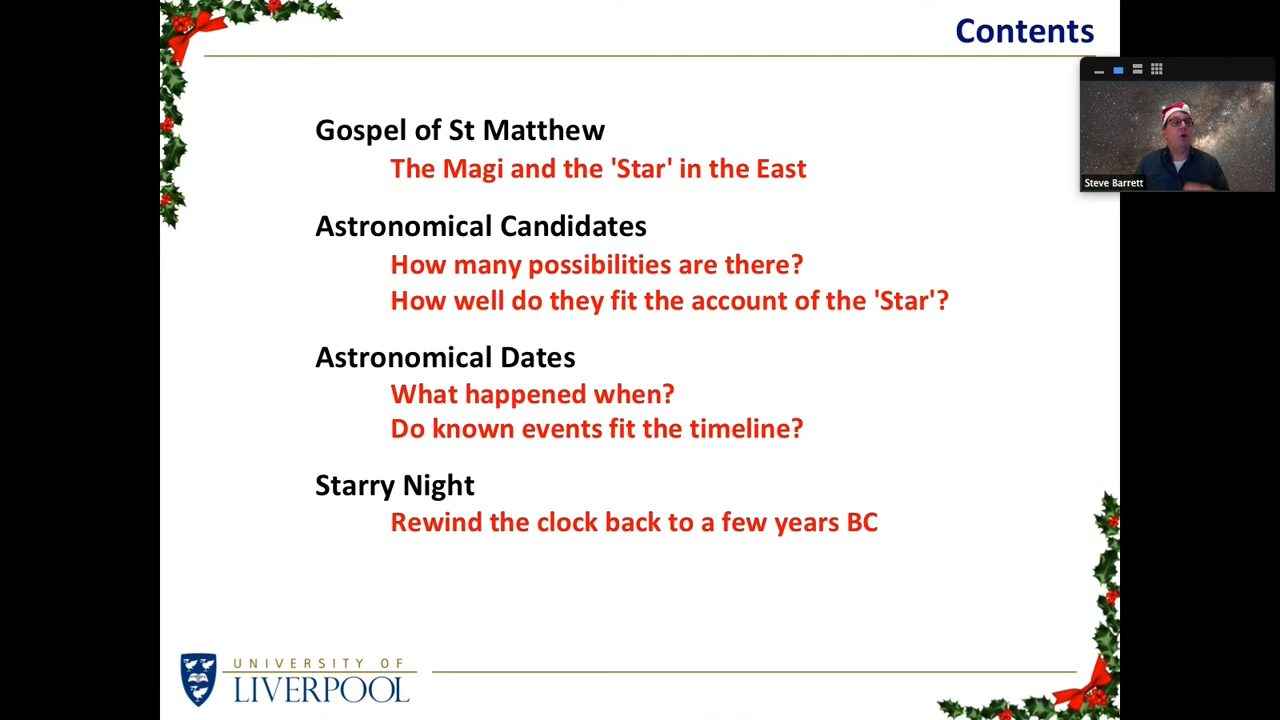 Contents
Gospel of St Matthew
The Magi and the 'Star' in the East
Astronomical Candidates
How many possibilities are there?
How well do they fit the account of the 'Star'?
Astronomical Dates
What happened when?
Do known events fit the timeline?
Starry Night
Rewind the clock back to a few years BC
Steve Barrett
UNIVERSITY OF
LIVERPOOL